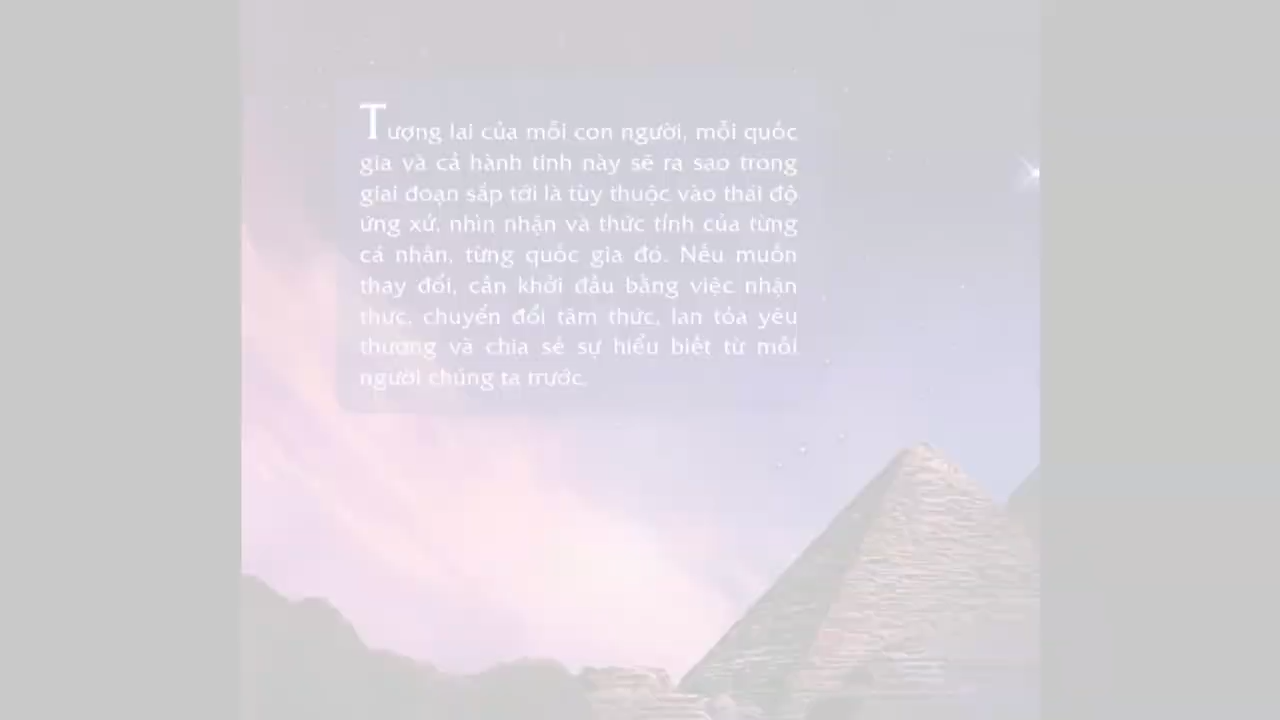 Tượng lai của mỗi con người, mỗi quốc
gia và cả hành tinh này sẽ ra sao trong
giai đoạn sắp tới là tùy thuộc vào thái độ
ứng xử, nhìn nhận và thức tỉnh của từng
cá nhân, từng quốc gia đó. Nếu muốn
thay đổi, cần khởi đầu bằng việc nhận
thức, chuyển đổi tâm thức, lan tỏa yêu
thương và chia sẻ sự hiểu biết từ mỗi
người chúng ta trước.